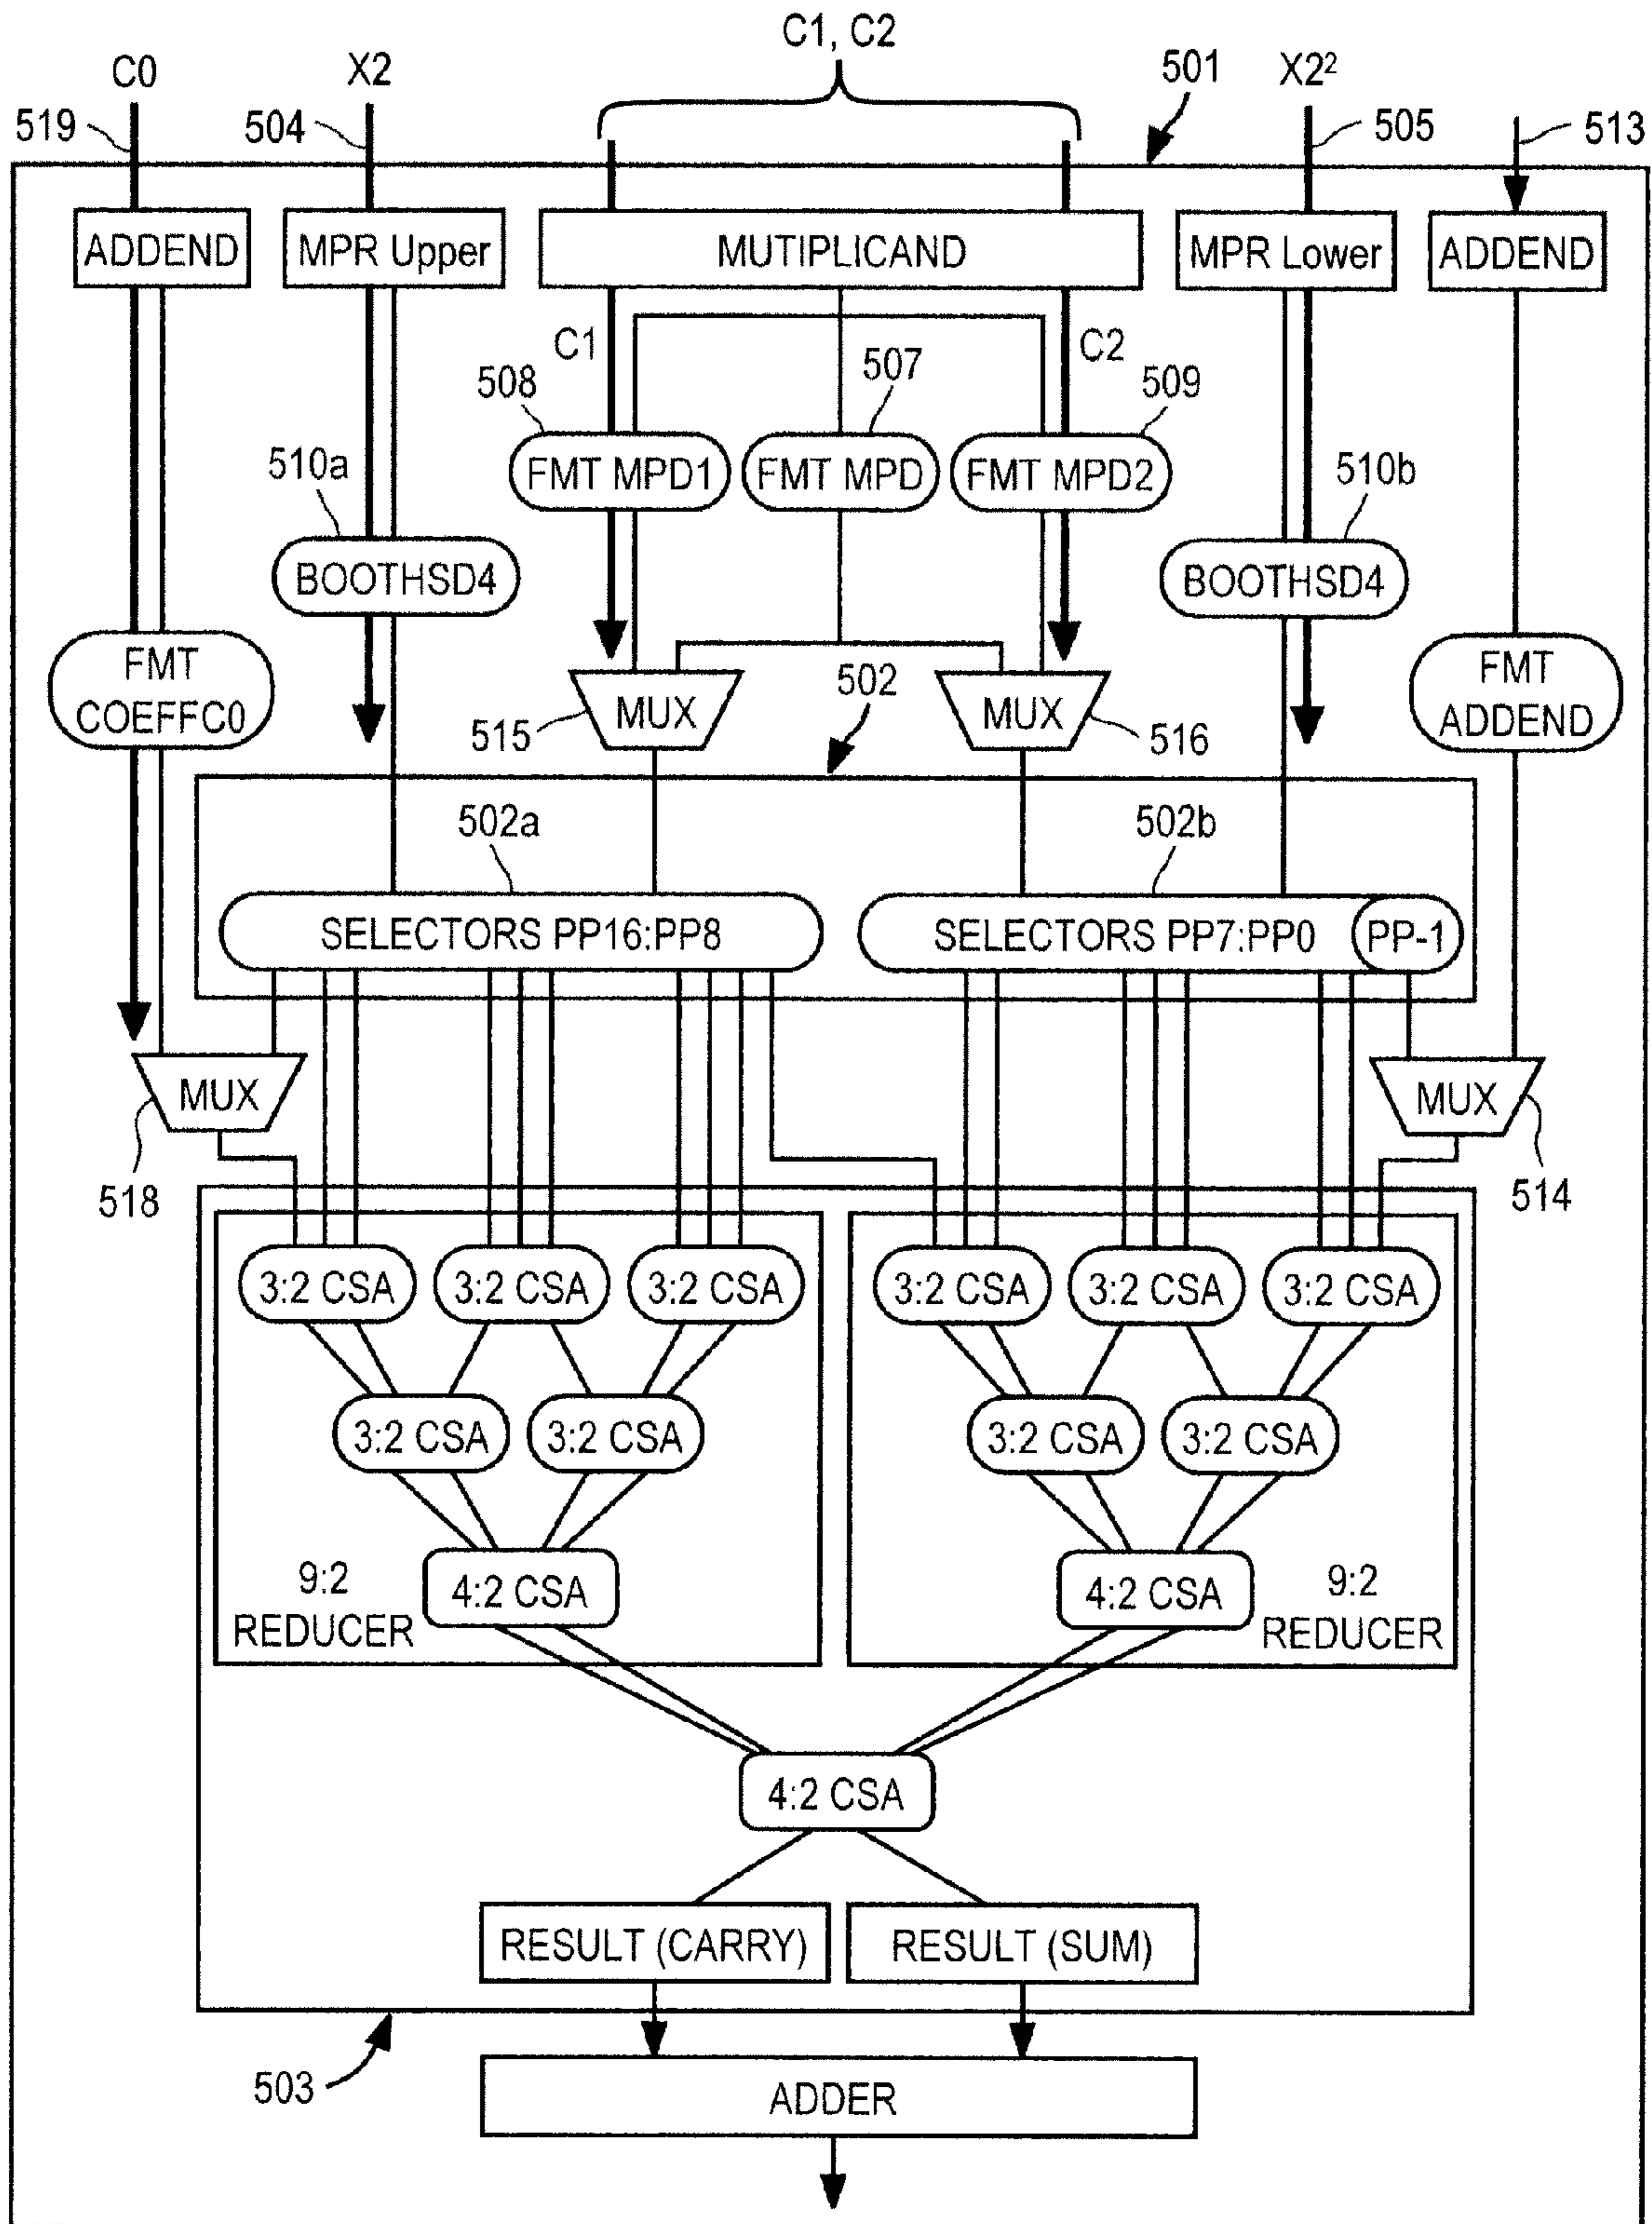 C1, C2
C0
X2
501
X2²
519
504
505
513
ADDEND
MPR Upper
MUTIPLICAND
MPR Lower
ADDEND
C1
C2
508
507
509
FMT MPD1
FMT MPD
FMT MPD2
510a
510b
BOOTHSD4
BOOTHSD4
FMT
COEFFC0
FMT
ADDEND
502
MUX
MUX
515
516
502a
502b
SELECTORS PP16:PP8
SELECTORS PP7:PP0
PP-1
MUX
MUX
518
514
3:2 CSA
3:2 CSA
3:2 CSA
3:2 CSA
3:2 CSA
3:2 CSA
3:2 CSA
3:2 CSA
3:2 CSA
3:2 CSA
9:2
REDUCER
4:2 CSA
4:2 CSA
9:2
REDUCER
4:2 CSA
RESULT (CARRY)
RESULT (SUM)
503
ADDER